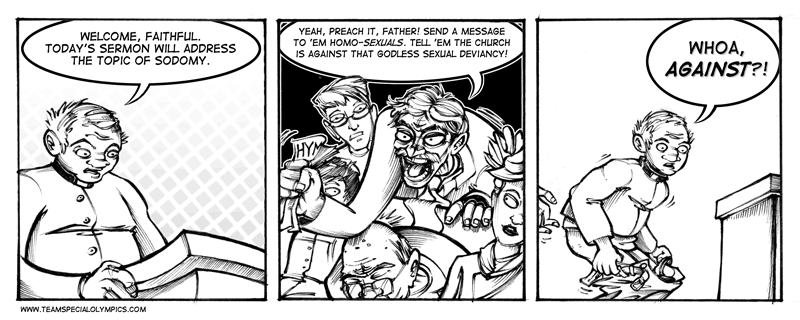 WELCOME, FAITHFUL.
TODAY'S SERMON WILL ADDRESS
THE TOPIC OF SODOMY.
YEAH, PREACH IT, FATHER! SEND A MESSAGE
TO 'EM HOMO-SEXUALS. TELL 'EM THE CHURCH
IS AGAINST THAT GODLESS SEXUAL DEVIANCY!
HYM
WHOA,
AGAINST?!
WWW.TEAMSPECIALOLYMPICS.COM